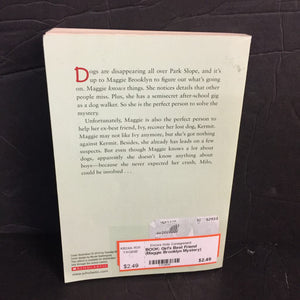 Dogs are disappearing all over Park Slope, and it's
up to Maggie Brooklyn to figure out what's going
on. Maggie knows things. She notices details that
other people miss. Plus, she has a semisecret after-school gig
as a dog walker. So she is the perfect person to solve the
mystery.
Unfortunately, Maggie is also the perfect person to
help her ex-best friend, Ivy, recover her lost dog, Kermit.
Maggie may not like Ivy anymore, but she's got nothing
against Kermit. Besides, she already has leads on a few
suspects. But even though Maggie knows a lot about
dogs, apparently she doesn't know anything about
boys—because she never expected that her crush, Milo,
could be involved . . .
BOOK: Girl's Best Friend
(Maggie Brooklyn Mystery)
$2.49
$2.49
SCHOLASTIC
www.scholastic.com